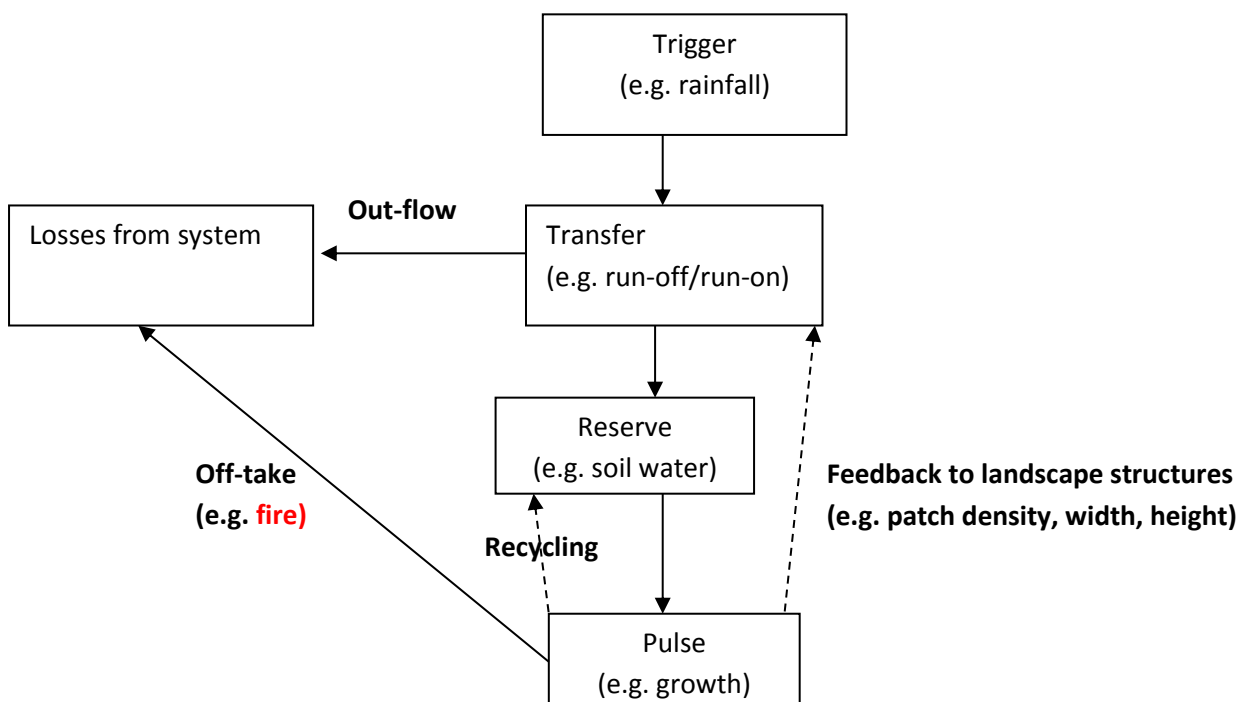 Trigger
(e.g. rainfall)
Out-flow
Losses from system
Transfer
(e.g. run-off/run-on)
Reserve
(e.g. soil water)
Off-take
(e.g. fire)
Feedback to landscape structures
(e.g. patch density, width, height)
Recycling
Pulse
(e.g. growth)